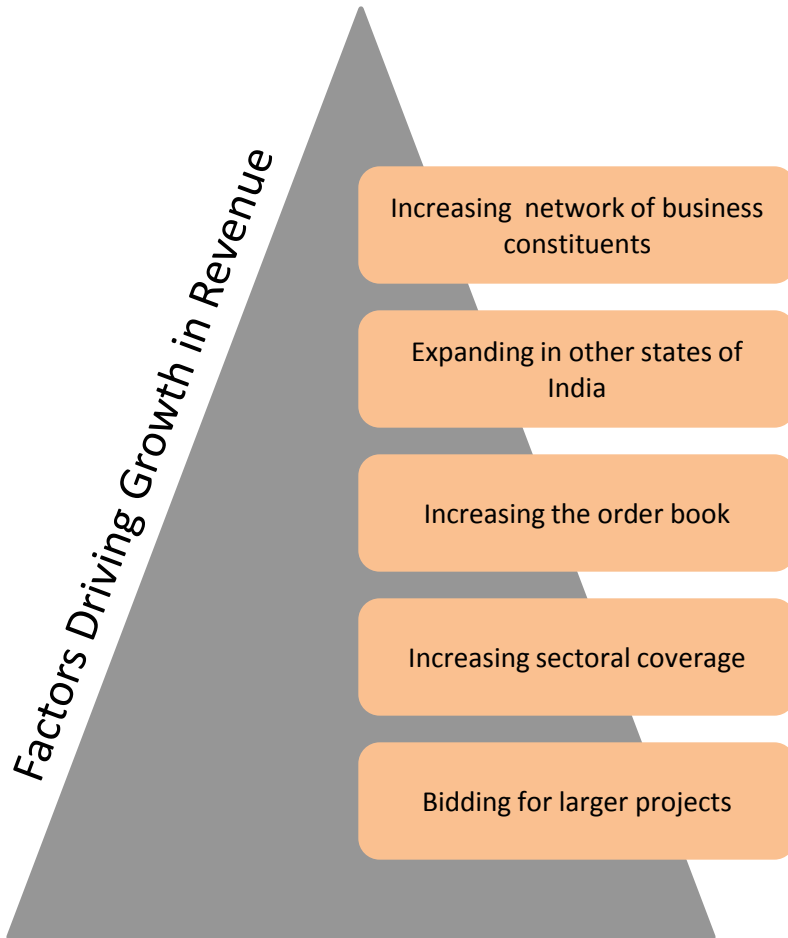 Factors Driving Growth in Revenue
Increasing network of business
constituents
Expanding in other states of
India
Increasing the order book
Increasing sectoral coverage
Bidding for larger projects